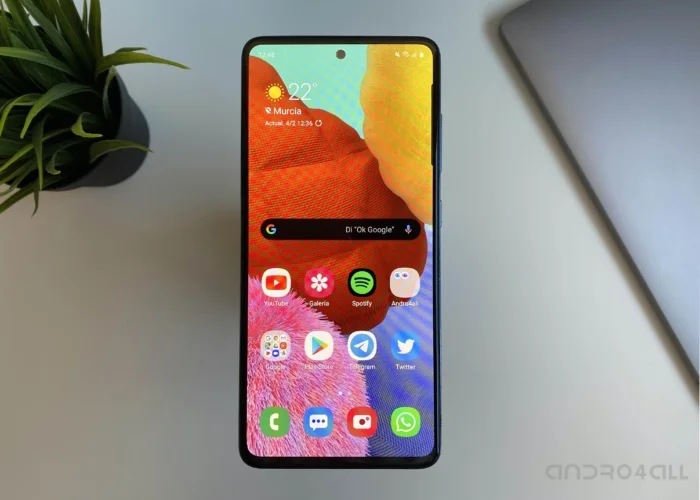 22°
Murcia
Actual. 4/2 12:36
Di "Ok Google"
YouTube
Galeria
Spotify
Andro4all
Google
Play Store
Telegram
Twitter
ANDRO4ALL